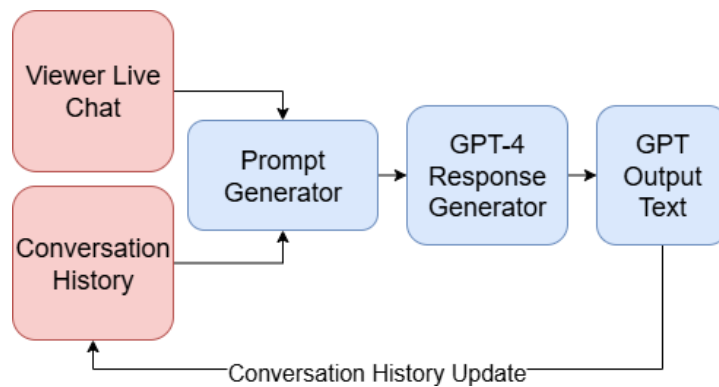 Viewer Live
Chat
Conversation
History
Prompt
Generator
GPT-4
Response
Generator
GPT
Output
Text
Conversation History Update